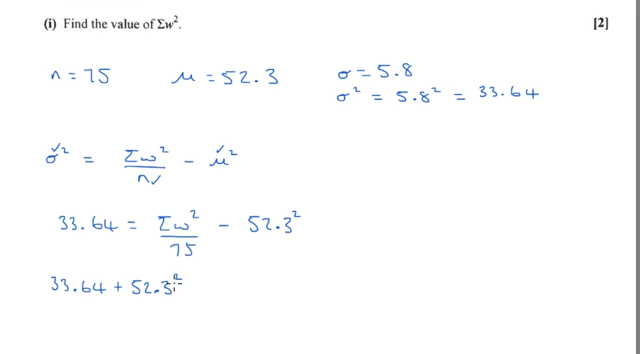 (i) Find the value of Σw². [2]
n = 75 μ = 52.3 σ = 5.8
σ² = 5.8² = 33.64
σ² = Σw²/n − μ²
33.64 = Σw²/75 − 52.3²
33.64 + 52.3²